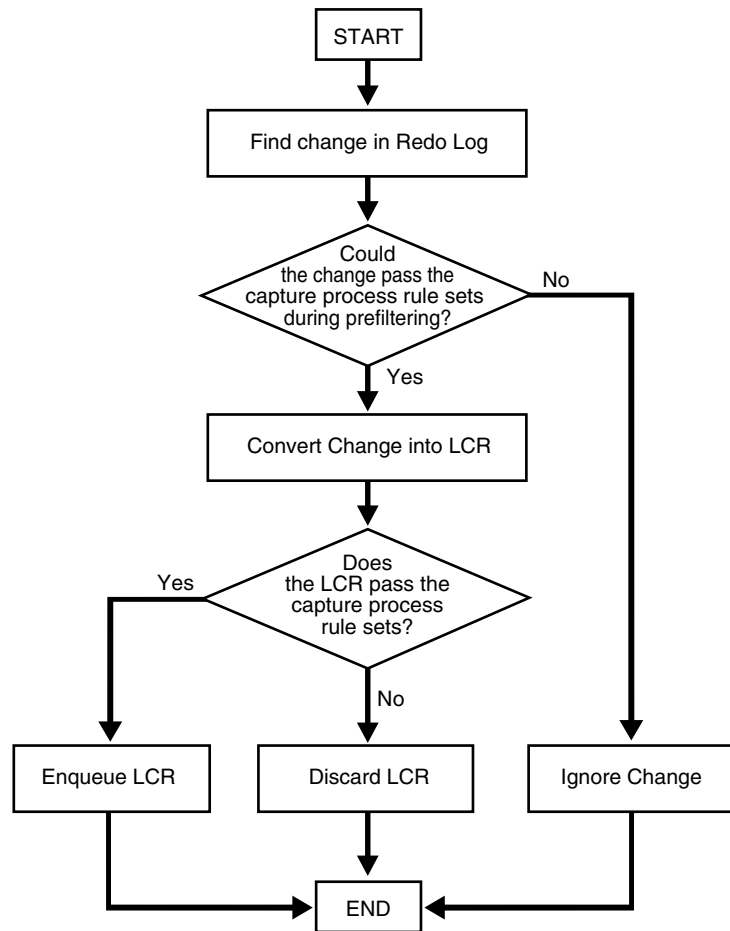 START
Find change in Redo Log
Could
the change pass the
capture process rule sets
during prefiltering?
No
Yes
Convert Change into LCR
Does
the LCR pass the
capture process
rule sets?
Yes
No
Enqueue LCR
Discard LCR
Ignore Change
END